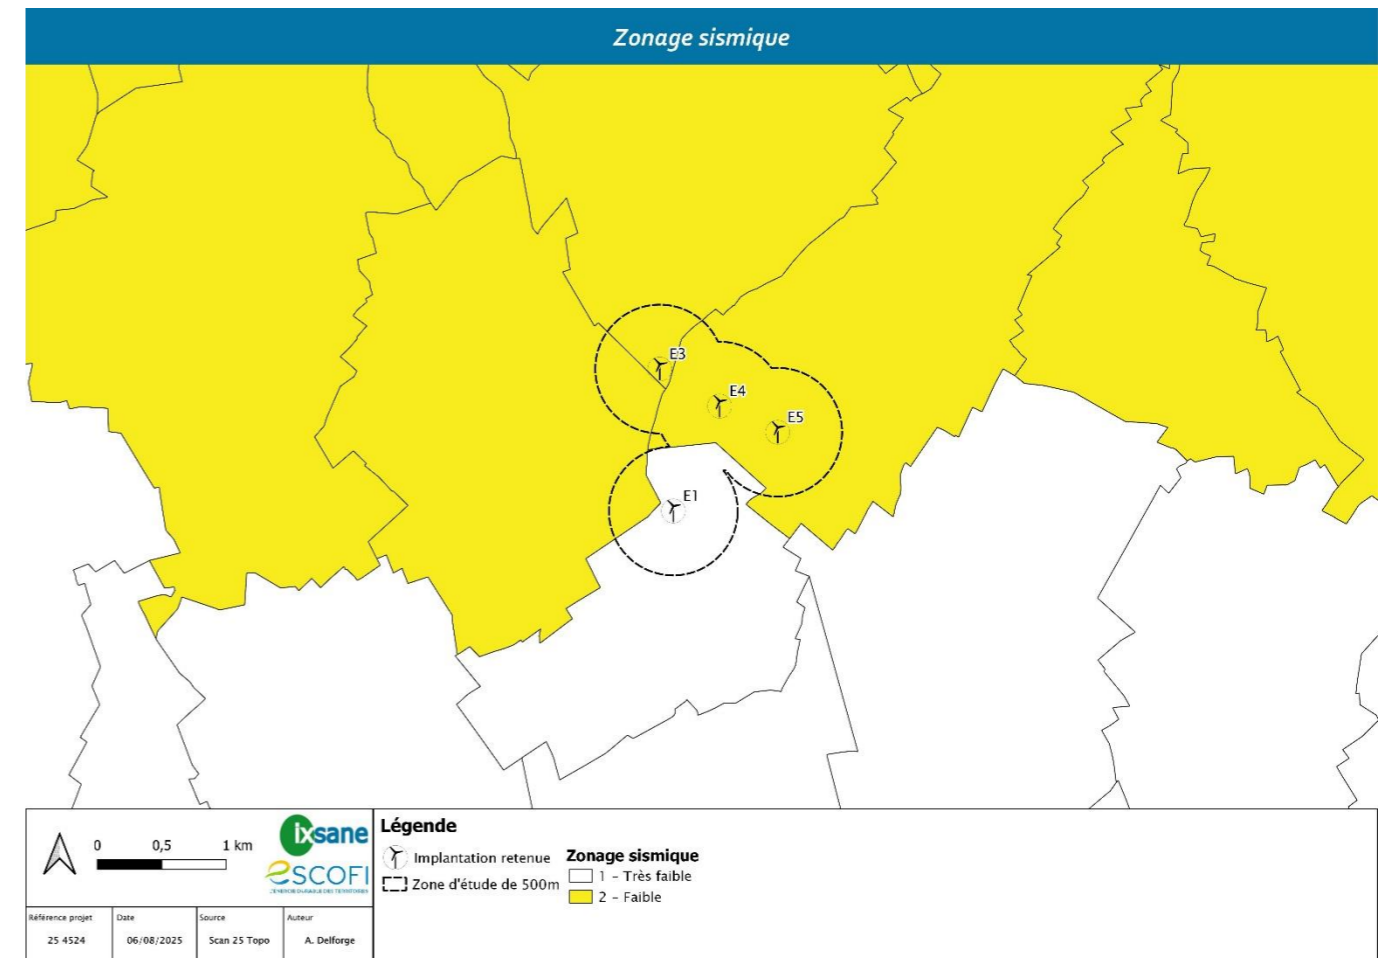 Zonage sismique
E3
E4
E5
E1
0 0,5 1 km
ixsane
escofi
L'ÉNERGIE DURABLE DES TERRITOIRES
Référence projet
25 4524
Date
06/08/2025
Source
Scan 25 Topo
Auteur
A. Delforge
Légende
Implantation retenue
Zone d'étude de 500m
Zonage sismique
1 - Très faible
2 - Faible